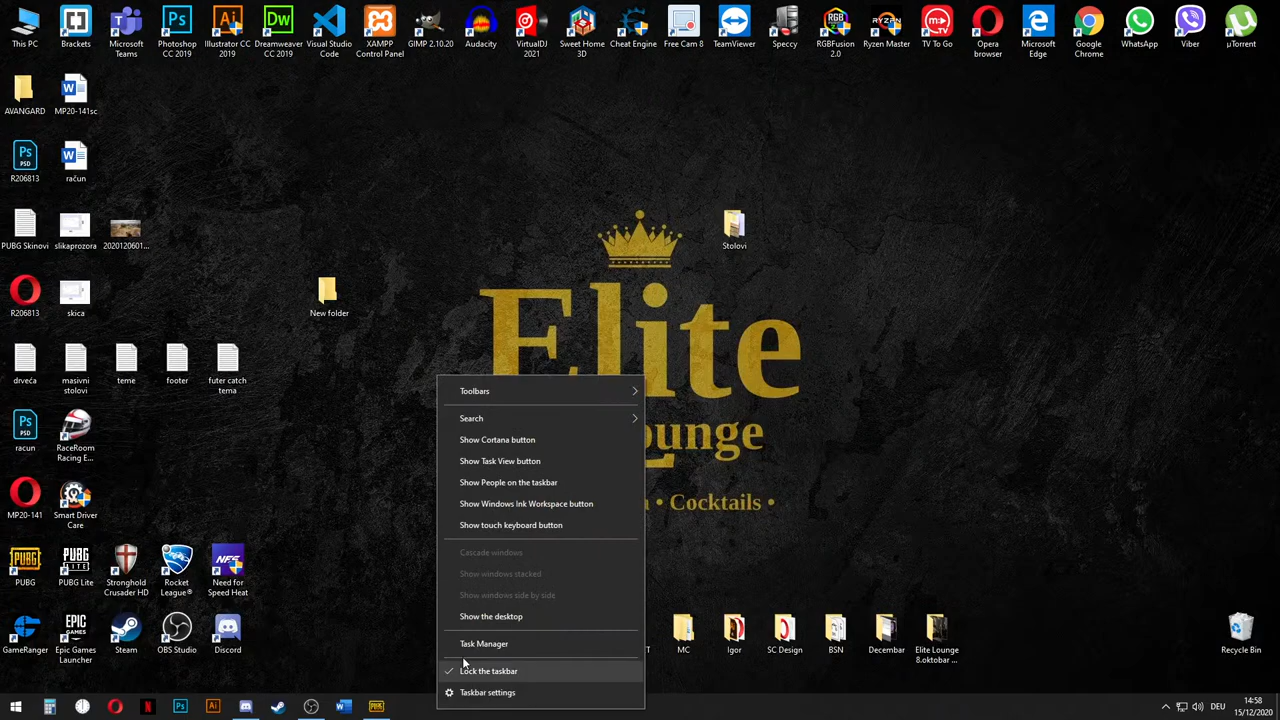 This PC
Brackets
Microsoft
Teams
Photoshop
CC 2019
Illustrator CC
2019
Dreamweaver
CC 2019
Visual Studio
Code
XAMPP
Control Panel
GIMP 2.10.20
Audacity
VirtualDJ
2021
Sweet Home
3D
Cheat Engine
Free Cam 8
TeamViewer
Speccy
RGBFusion
2.0
Ryzen Master
TV To Go
Opera
browser
Microsoft
Edge
Google
Chrome
WhatsApp
Viber
µTorrent
AVANGARD
MP20-141sc
R206813
račun
PUBG Skinovi
slikaprozora
2020120601...
Stolovi
R206813
skica
New folder
drveća
masivni
stolovi
teme
footer
futer catch
tema
racun
RaceRoom
Racing E...
MP20-141
Smart Driver
Care
PUBG
PUBG Lite
Stronghold
Crusader HD
Rocket
League®
Need for
Speed Heat
GameRanger
Epic Games
Launcher
Steam
OBS Studio
Discord
Elite
ounge
• Cocktails •
Toolbars
Search
Show Cortana button
Show Task View button
Show People on the taskbar
Show Windows Ink Workspace button
Show touch keyboard button
Cascade windows
Show windows stacked
Show windows side by side
Show the desktop
Task Manager
Lock the taskbar
Taskbar settings
T
MC
Igor
SC Design
BSN
Decembar
Elite Lounge
8.oktobar ...
Recycle Bin
DEU
14:58
15/12/2020